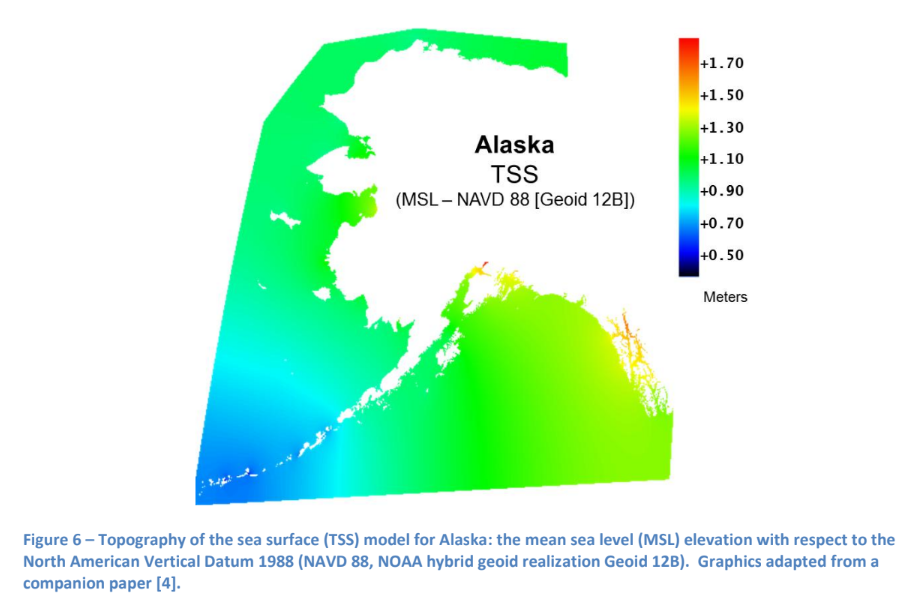 Alaska
TSS
(MSL – NAVD 88 [Geoid 12B])
+1.70
+1.50
+1.30
+1.10
+0.90
+0.70
+0.50
Meters
Figure 6 – Topography of the sea surface (TSS) model for Alaska: the mean sea level (MSL) elevation with respect to the
North American Vertical Datum 1988 (NAVD 88, NOAA hybrid geoid realization Geoid 12B). Graphics adapted from a
companion paper [4].